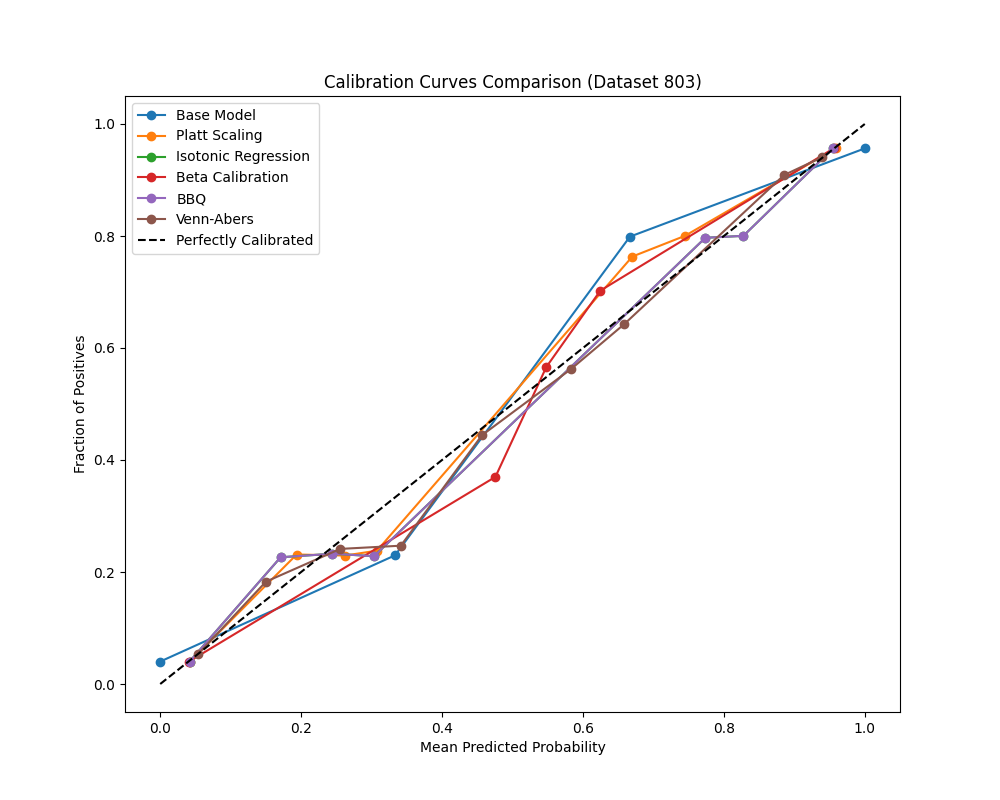 Calibration Curves Comparison (Dataset 803)
Base Model
Platt Scaling
Isotonic Regression
Beta Calibration
BBQ
Venn-Abers
Perfectly Calibrated
Fraction of Positives
1.0
0.8
0.6
0.4
0.2
0.0
0.0 0.2 0.4 0.6 0.8 1.0
Mean Predicted Probability